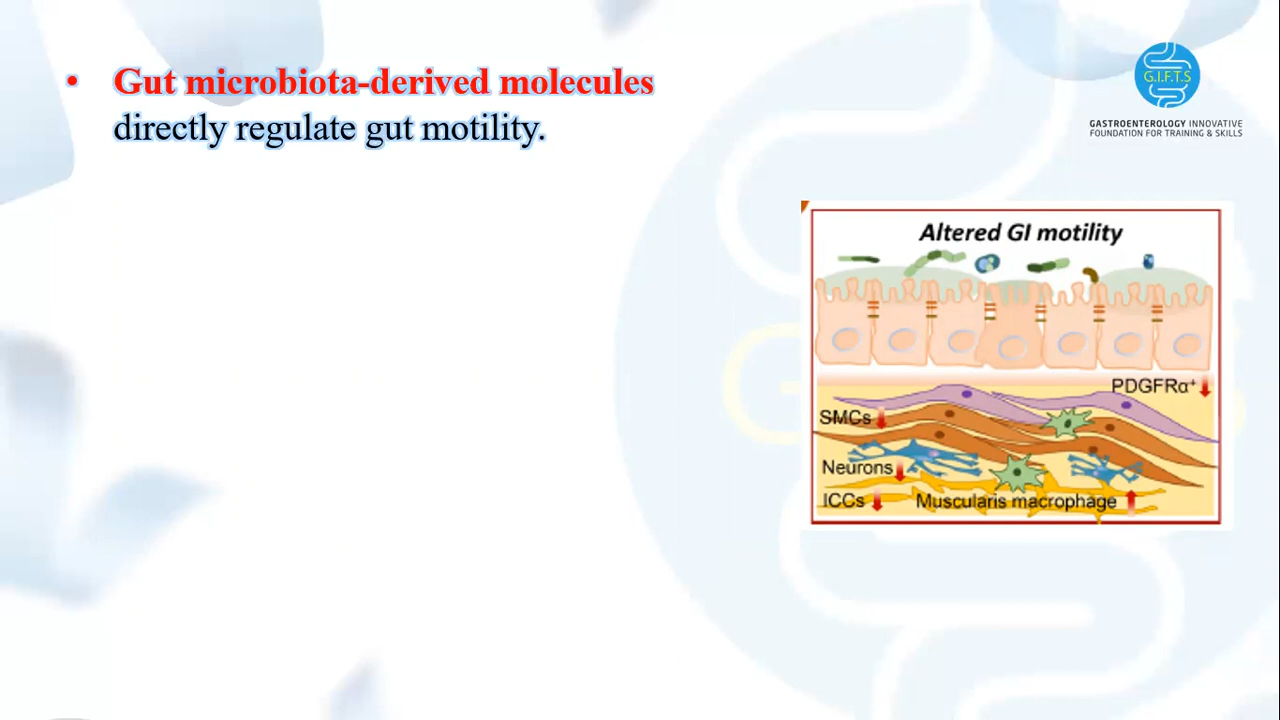 • Gut microbiota-derived molecules
directly regulate gut motility.
G.I.F.T.S
GASTROENTEROLOGY INNOVATIVE
FOUNDATION FOR TRAINING & SKILLS
Altered GI motility
PDGFRα⁺
SMCs
Neurons
ICCs
Muscularis macrophage